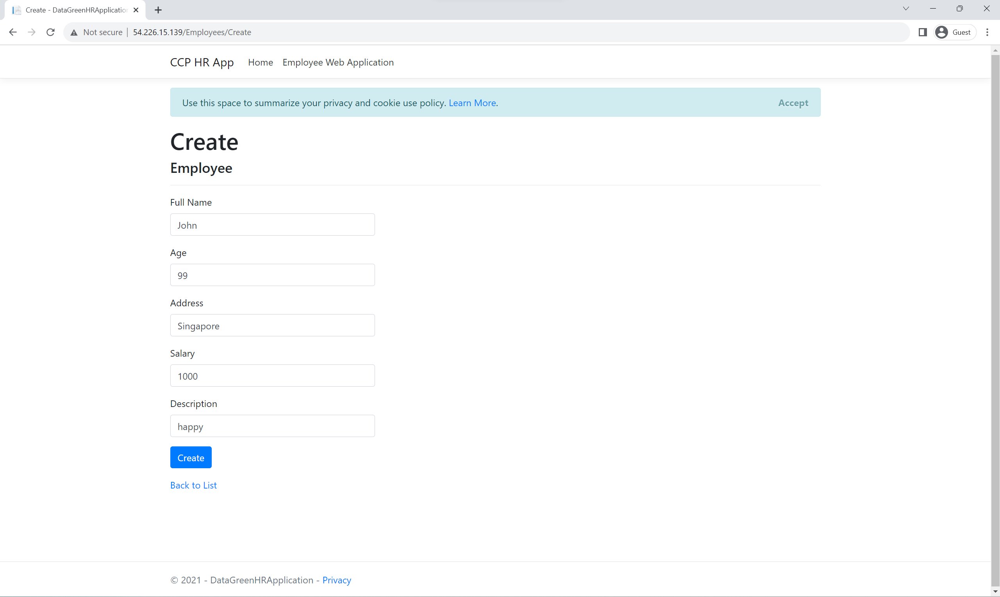 Create - DataGreenHRApplication
Not secure | 54.226.15.139/Employees/Create
Guest
CCP HR App Home Employee Web Application
Use this space to summarize your privacy and cookie use policy. Learn More. Accept
Create
Employee
Full Name
John
Age
99
Address
Singapore
Salary
1000
Description
happy
Create
Back to List
© 2021 - DataGreenHRApplication - Privacy